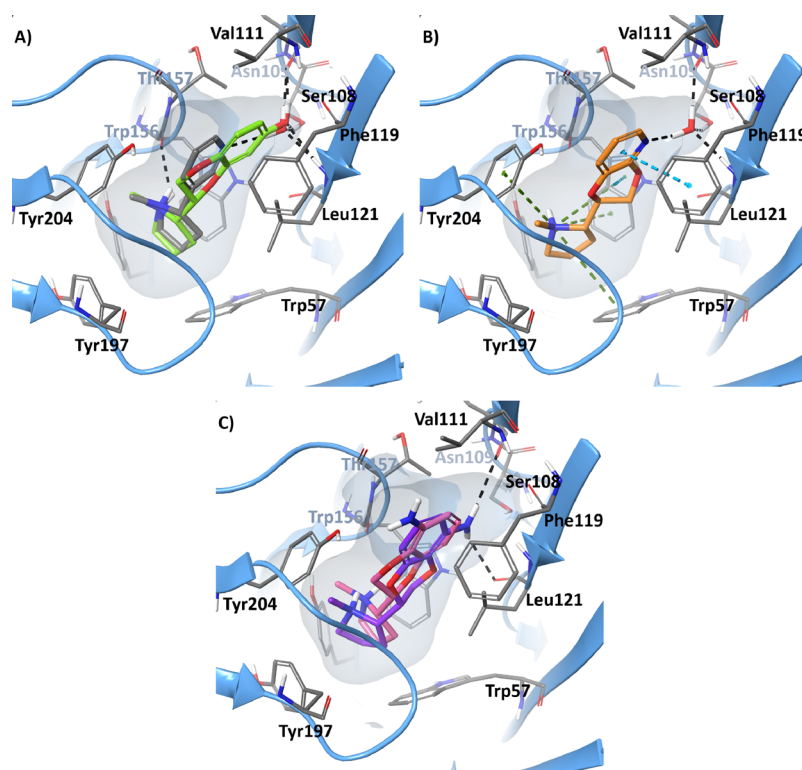 A)
Val111
Thr157
Asn109
Ser108
Trp156
Phe119
Tyr204
Leu121
Trp57
Tyr197
B)
Val111
Thr157
Asn109
Ser108
Trp156
Phe119
Tyr204
Leu121
Trp57
Tyr197
C)
Val111
Asn109
Thr157
Ser108
Trp156
Phe119
Tyr204
Leu121
Trp57
Tyr197